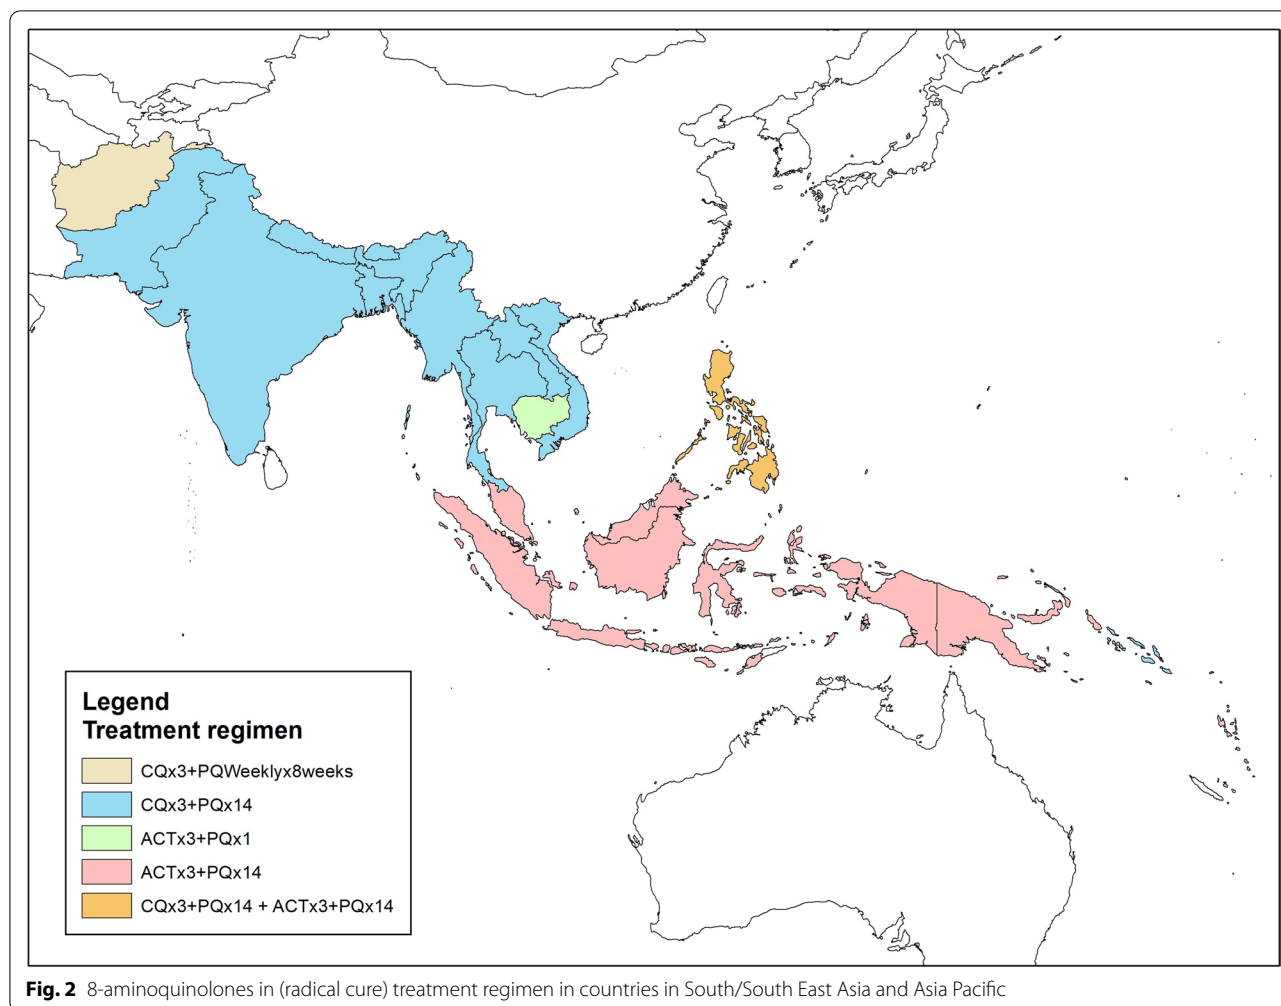 Legend
Treatment regimen
CQx3+PQWeeklyx8weeks
CQx3+PQx14
ACTx3+PQx1
ACTx3+PQx14
CQx3+PQx14 + ACTx3+PQx14
Fig. 2 8-aminoquinolones in (radical cure) treatment regimen in countries in South/South East Asia and Asia Pacific